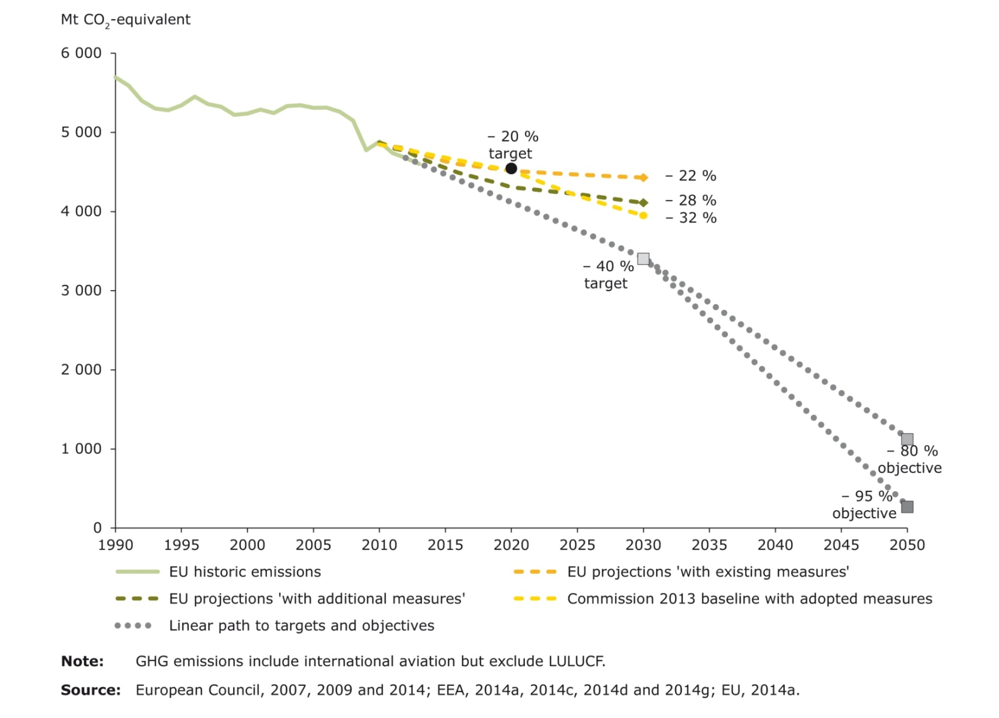 Mt CO₂-equivalent
6 000
5 000
4 000
3 000
2 000
1 000
0
– 20 %
target
– 22 %
– 28 %
– 32 %
– 40 %
target
– 80 %
objective
– 95 %
objective
1990 1995 2000 2005 2010 2015 2020 2025 2030 2035 2040 2045 2050
EU historic emissions EU projections 'with existing measures'
EU projections 'with additional measures' Commission 2013 baseline with adopted measures
Linear path to targets and objectives
Note: GHG emissions include international aviation but exclude LULUCF.
Source: European Council, 2007, 2009 and 2014; EEA, 2014a, 2014c, 2014d and 2014g; EU, 2014a.